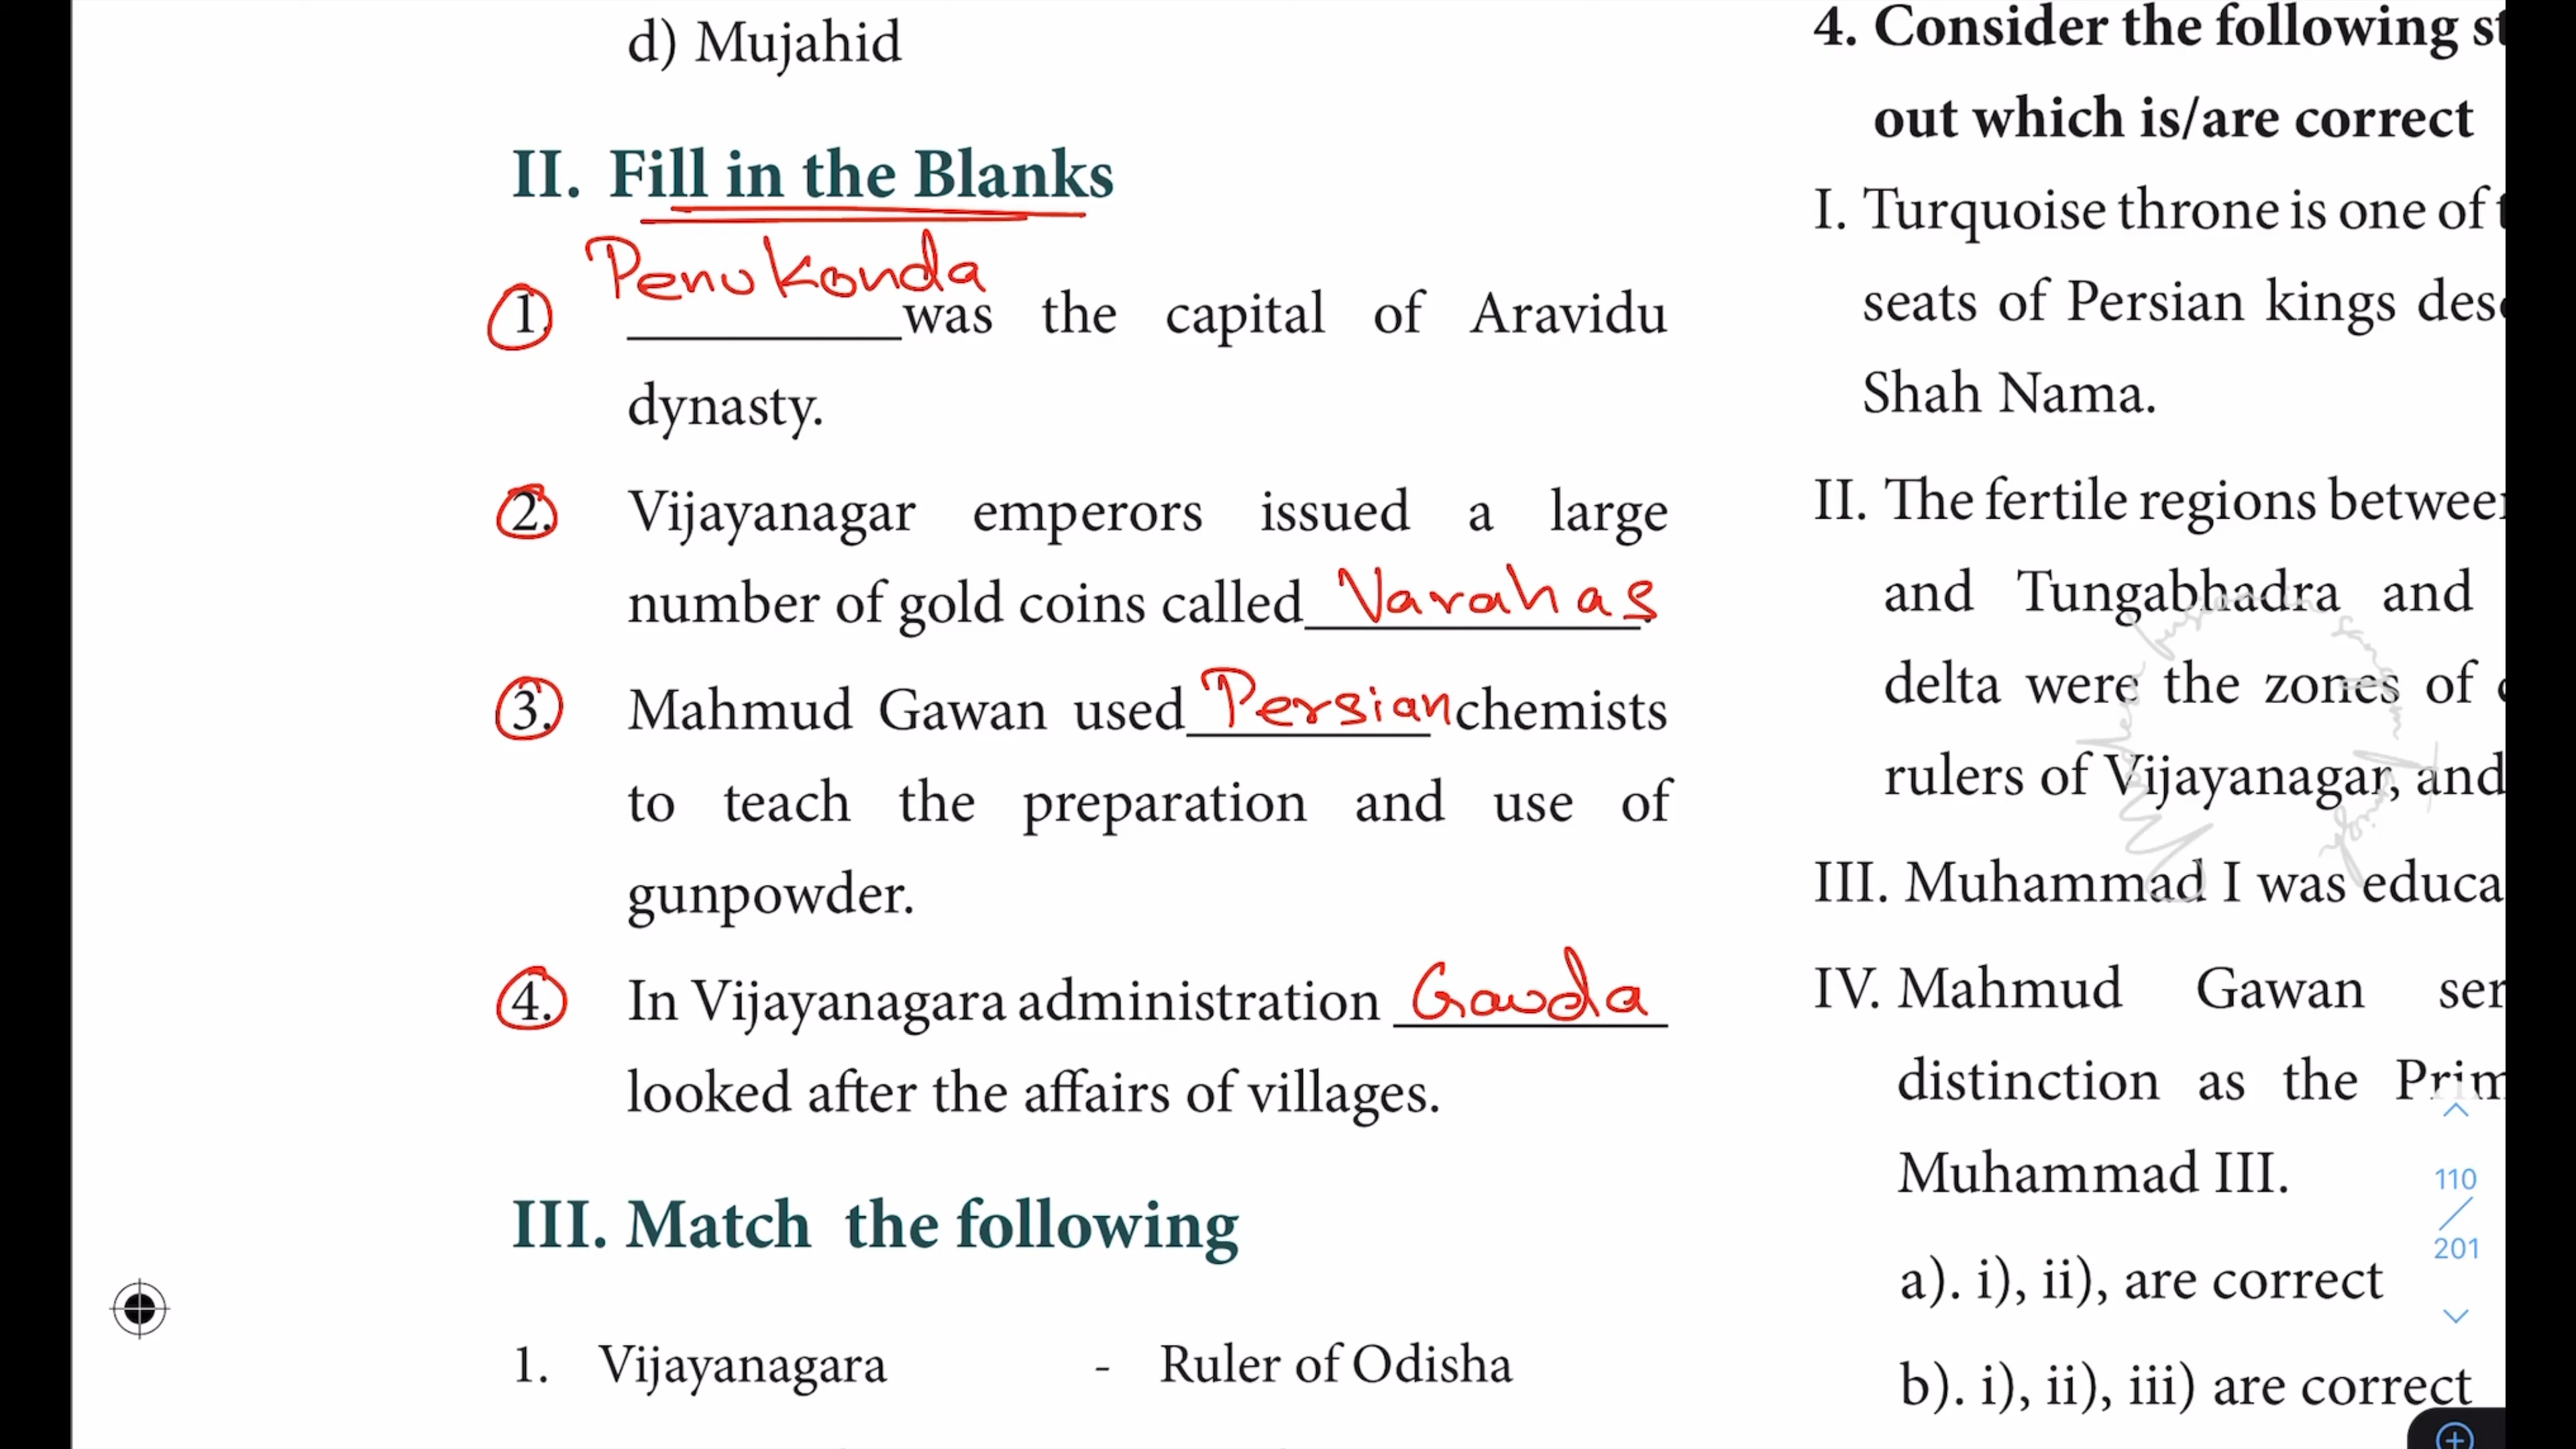 d) Mujahid
II. Fill in the Blanks
Penukonda
1. __________was the capital of Aravidu
dynasty.
2. Vijayanagar emperors issued a large
number of gold coins called Varahas.
3. Mahmud Gawan used Persian chemists
to teach the preparation and use of
gunpowder.
4. In Vijayanagara administration Gowda
looked after the affairs of villages.
III. Match the following
1. Vijayanagara - Ruler of Odisha
4. Consider the following st
out which is/are correct
I. Turquoise throne is one of t
seats of Persian kings desc
Shah Nama.
II. The fertile regions between
and Tungabhadra and
delta were the zones of c
rulers of Vijayanagar, and
III. Muhammad I was educa
IV. Mahmud Gawan ser
distinction as the Prim
Muhammad III.
a). i), ii), are correct
b). i), ii), iii) are correct
110
/
201